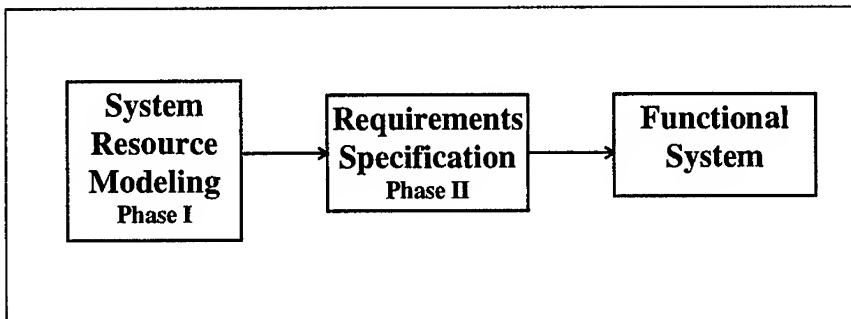 System
Resource
Modeling
Phase I
Requirements
Specification
Phase II
Functional
System